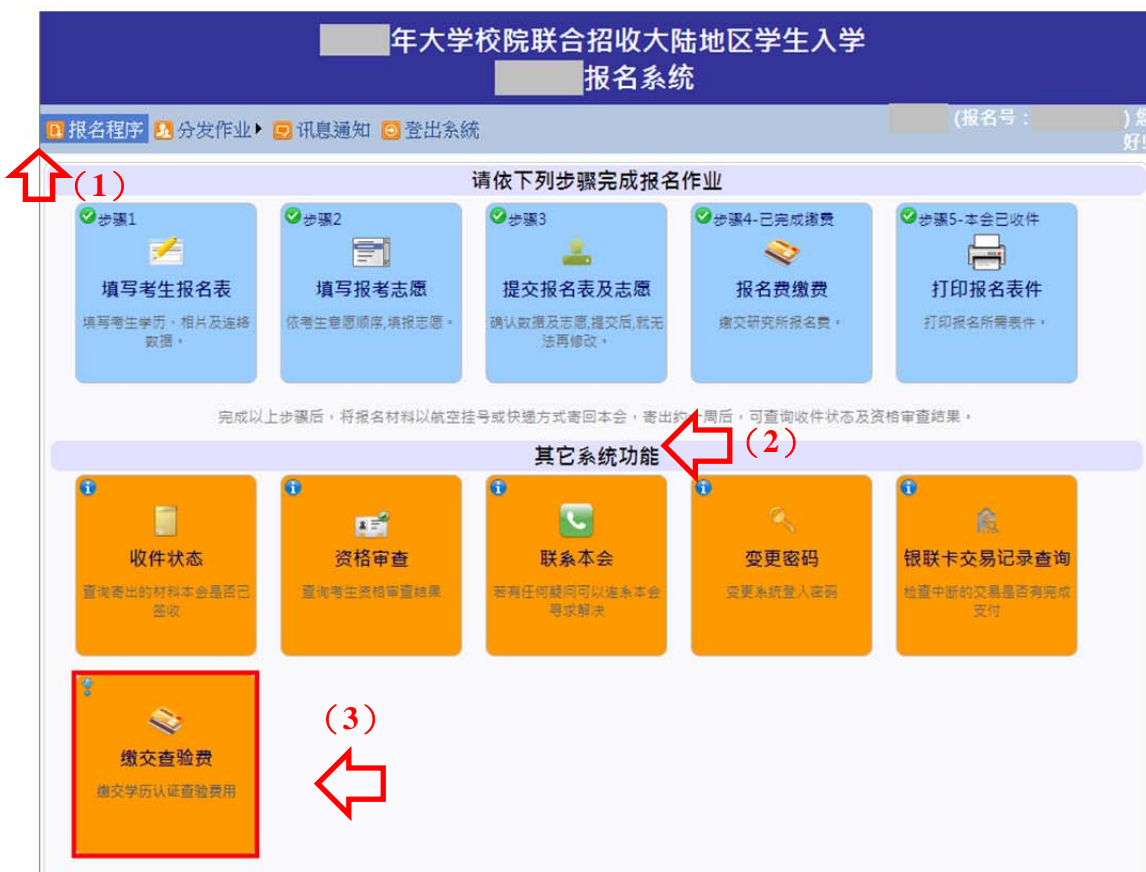 年大学校院联合招收大陆地区学生入学
报名系统
报名程序 分发作业 讯息通知 登出系统
(报名号： ) 您
好!
(1)
请依下列步骤完成报名作业
步骤1 步骤2 步骤3 步骤4-已完成缴费 步骤5-本会已收件
填写考生报名表 填写报考志愿 提交报名表及志愿 报名费缴费 打印报名表件
填写考生学历、相片及连络 依考生意愿顺序,填报志愿。 确认数据及志愿,提交后,就无 缴交研究所报名费。 打印报名所需表件。
数据。 法再修改。
完成以上步骤后，将报名材料以航空挂号或快递方式寄回本会，寄出约一周后，可查询收件状态及资格审查结果。
(2)
其它系统功能
收件状态 资格审查 联系本会 变更密码 银联卡交易记录查询
查询寄出的材料本会是否已 查询考生资格审查结果 若有任何疑问可以连系本会 变更系统登入密码 检查中断的交易是否有完成
签收 寻求解决 支付
(3)
缴交查验费
缴交学历认证查验费用